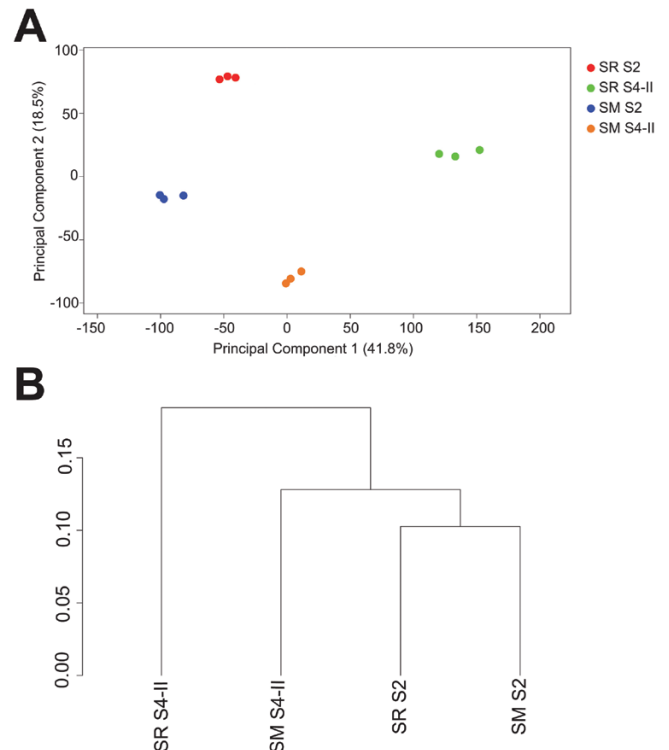 A
100
50
0
-50
-100
Principal Component 2 (18.5%)
-150
-100
-50
0
50
100
150
200
Principal Component 1 (41.8%)
SR S2
SR S4-II
SM S2
SM S4-II
B
0.15
0.10
0.05
0.00
SR S4-II
SM S4-II
SR S2
SM S2